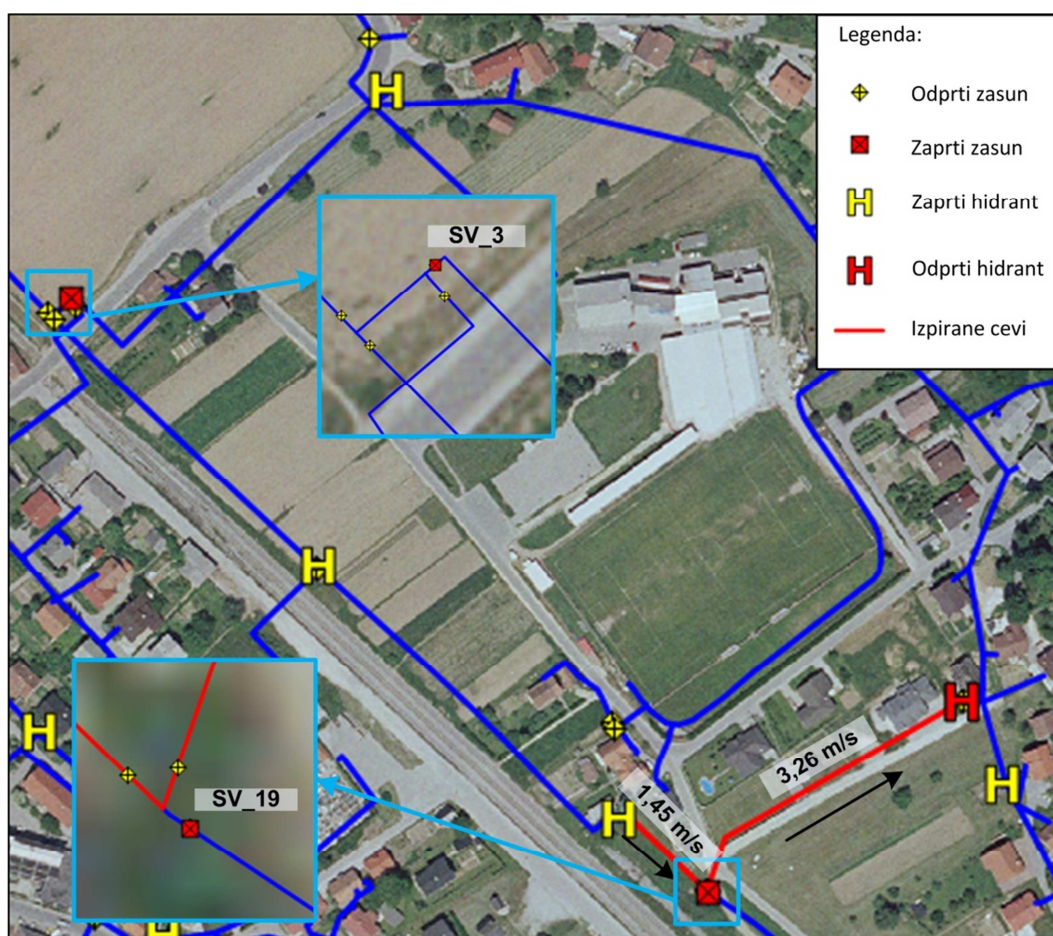 Legenda:
Odprti zasun
Zaprti zasun
H Zaprti hidrant
H Odprti hidrant
Izpirane cevi
H
SV_3
H
H
SV_19
H
1,45 m/s
3,26 m/s
H
H
H